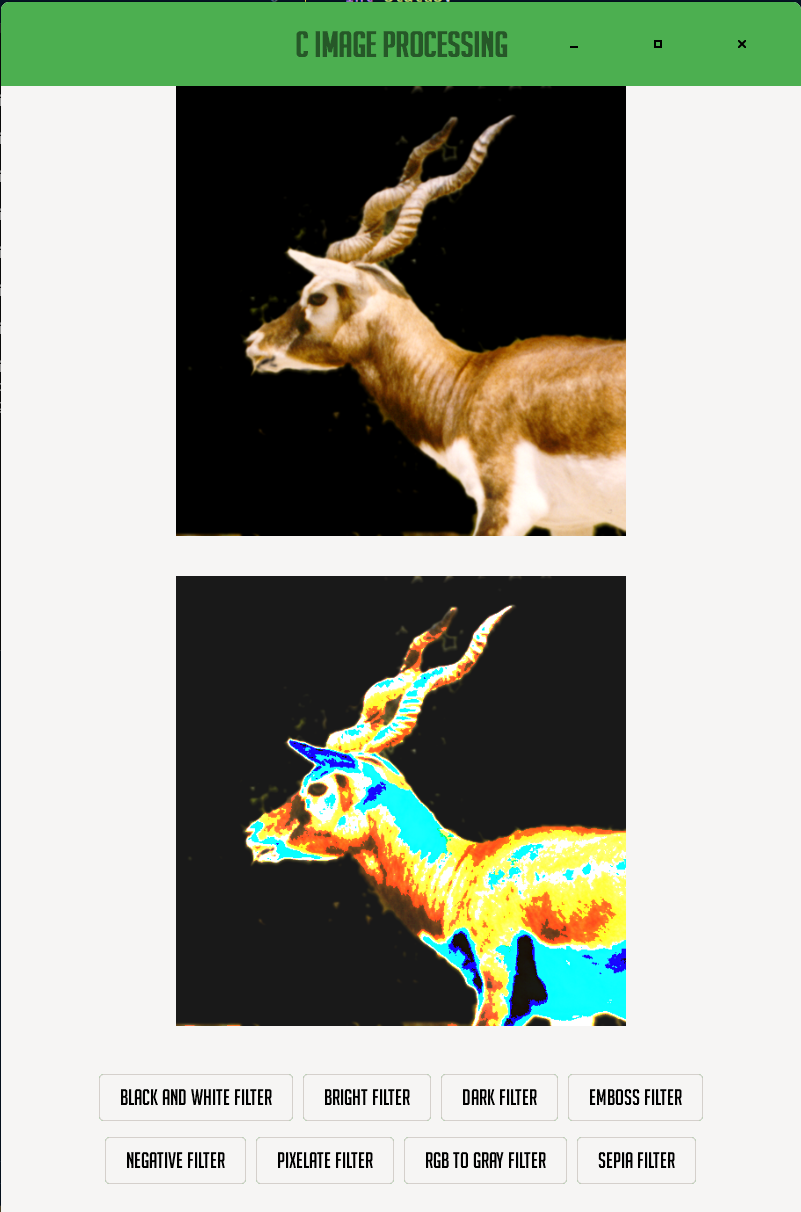 C IMAGE PROCESSING
BLACK AND WHITE FILTER
BRIGHT FILTER
DARK FILTER
EMBOSS FILTER
NEGATIVE FILTER
PIXELATE FILTER
RGB TO GRAY FILTER
SEPIA FILTER